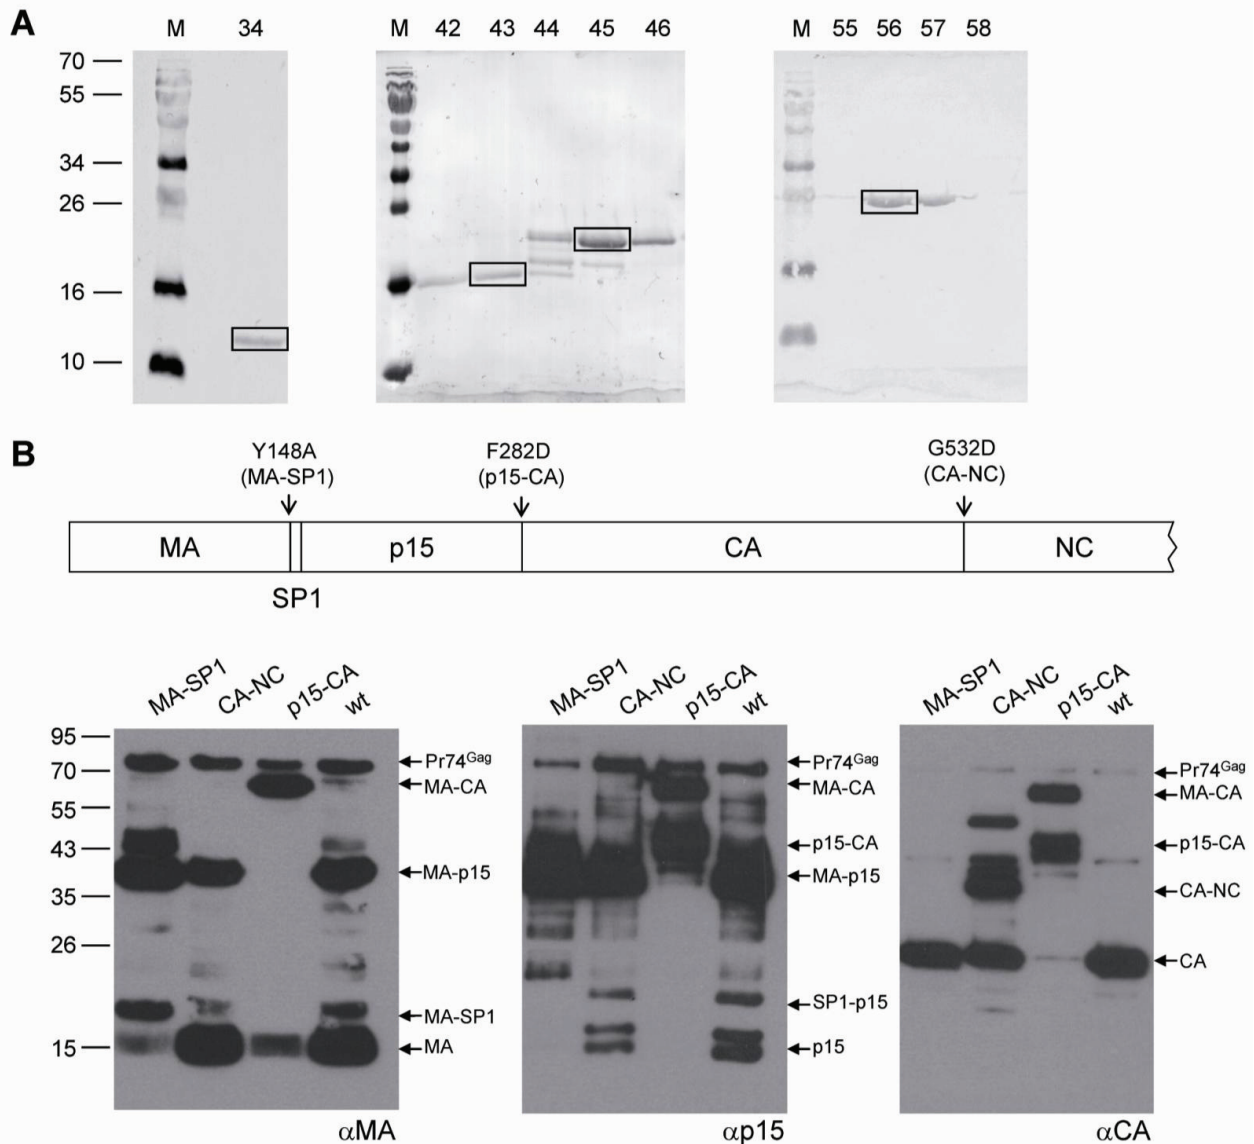 A
M 34
M 42 43 44 45 46
M 55 56 57 58
70
55
34
26
16
10
B
Y148A
(MA-SP1)
F282D
(p15-CA)
G532D
(CA-NC)
MA
p15
CA
NC
SP1
MA-SP1 CA-NC p15-CA wt
95
70
55
43
35
26
15
Pr74Gag
MA-CA
MA-p15
MA-SP1
MA
αMA
MA-SP1 CA-NC p15-CA wt
Pr74Gag
MA-CA
p15-CA
MA-p15
SP1-p15
p15
αp15
MA-SP1 CA-NC p15-CA wt
Pr74Gag
MA-CA
p15-CA
CA-NC
CA
αCA